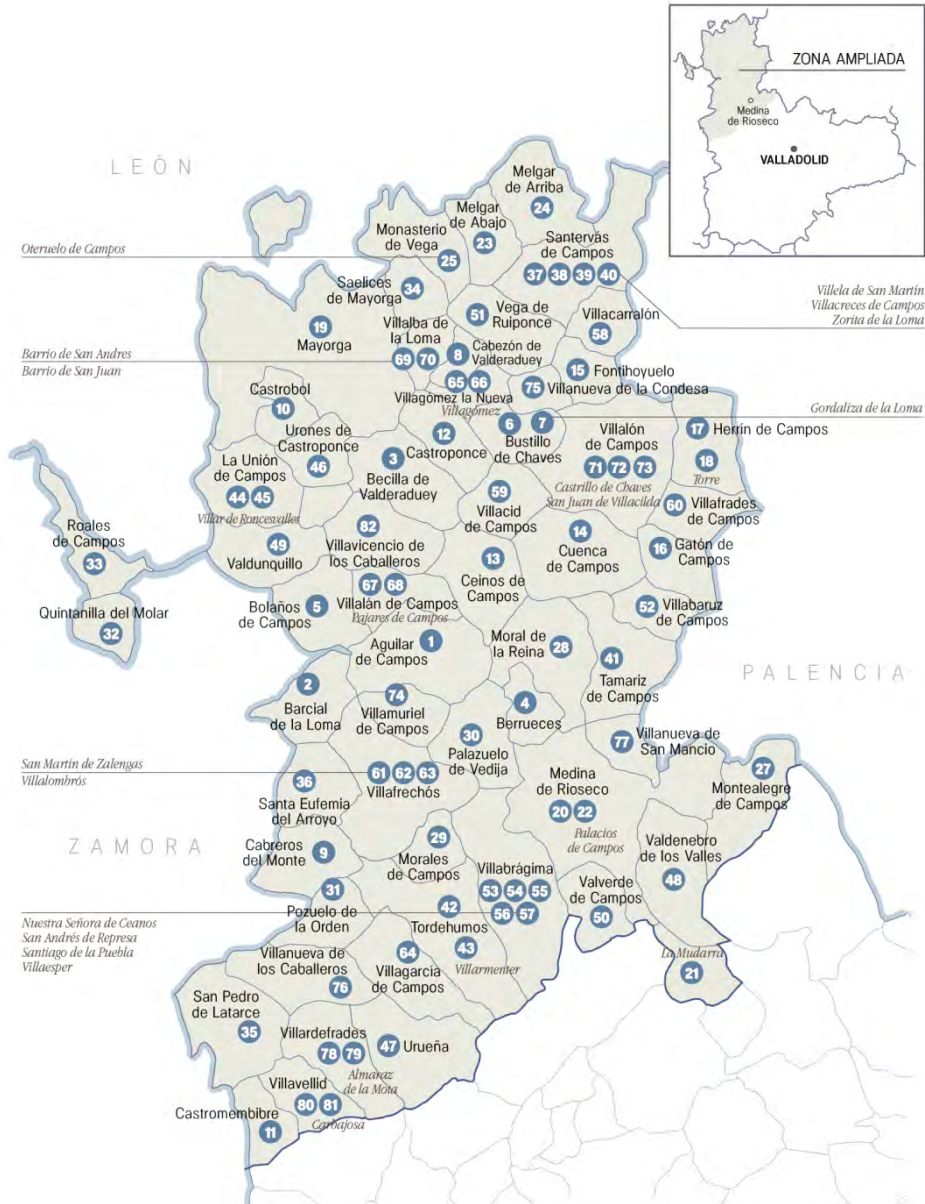 ZONA AMPLIADA
Medina
de Rioseco
VALLADOLID
LEÓN
Melgar
de Arriba
24
Melgar
de Abajo
23
Monasterio
de Vega
25
Santervás
de Campos
37 38 39 40
Oteruelo de Campos
Saelices
de Mayorga
34
Villela de San Martín
Villacreces de Campos
Zorita de la Loma
51
Vega de
Ruiponce
Villacarralón
58
19
Mayorga
Villalba de
la Loma
69 70
8
Cabezón de
Valderaduey
Barrio de San Andres
Barrio de San Juan
15
Fontihoyuelo
65 66
Villagómez la Nueva
Villagómez
75
Villanueva de la Condesa
Castrobol
10
Gordaliza de la Loma
6 7
Bustillo
de Chaves
Villalón
de Campos
71 72 73
Castrillo de Chaves
San Juan de Villacilda
17
Herrín de Campos
18
Torre
12
Castroponce
Urones de
Castroponce
46
3
Becilla de
Valderaduey
La Unión
de Campos
44 45
Villar de Roncesvalles
59
Villacid
de Campos
60
Villafrades
de Campos
Roales
de Campos
33
82
Villavicencio de
los Caballeros
14
Cuenca
de Campos
16
Gatón de
Campos
49
Valdunquillo
13
Ceinos de
Campos
67 68
Villalán de Campos
Pajares de Campos
Bolaños
de Campos
5
52
Villabaruz de
Campos
Quintanilla del Molar
32
Aguilar
de Campos
1
Moral de
la Reina
28
41
Tamariz
de Campos
PALENCIA
2
Barcial
de la Loma
74
Villamuriel
de Campos
4
Berrueces
30
Palazuelo
de Vedija
77
Villanueva de
San Mancio
27
Montealegre
de Campos
San Martín de Zalengas
Villalombrós
61 62 63
Villafrechós
36
Santa Eufemia
del Arroyo
Medina
de Rioseco
20 22
Palacios
de Campos
ZAMORA
Cabreros
del Monte
9
29
Morales
de Campos
Valdenebro
de los Valles
48
Villabrágima
53 54 55
56 57
Valverde
de Campos
50
31
Pozuelo de
la Orden
42
Tordehumos
43
Villarmenter
Nuestra Señora de Ceanos
San Andrés de Represa
Santiago de la Puebla
Villaesper
Villanueva de
los Caballeros
76
64
Villagarcía
de Campos
La Mudarra
21
San Pedro
de Latarce
35
Villardefrades
78 79
Almaraz
de la Mota
47
Urueña
Villavellid
80 81
Carbajosa
Castromembibre
11